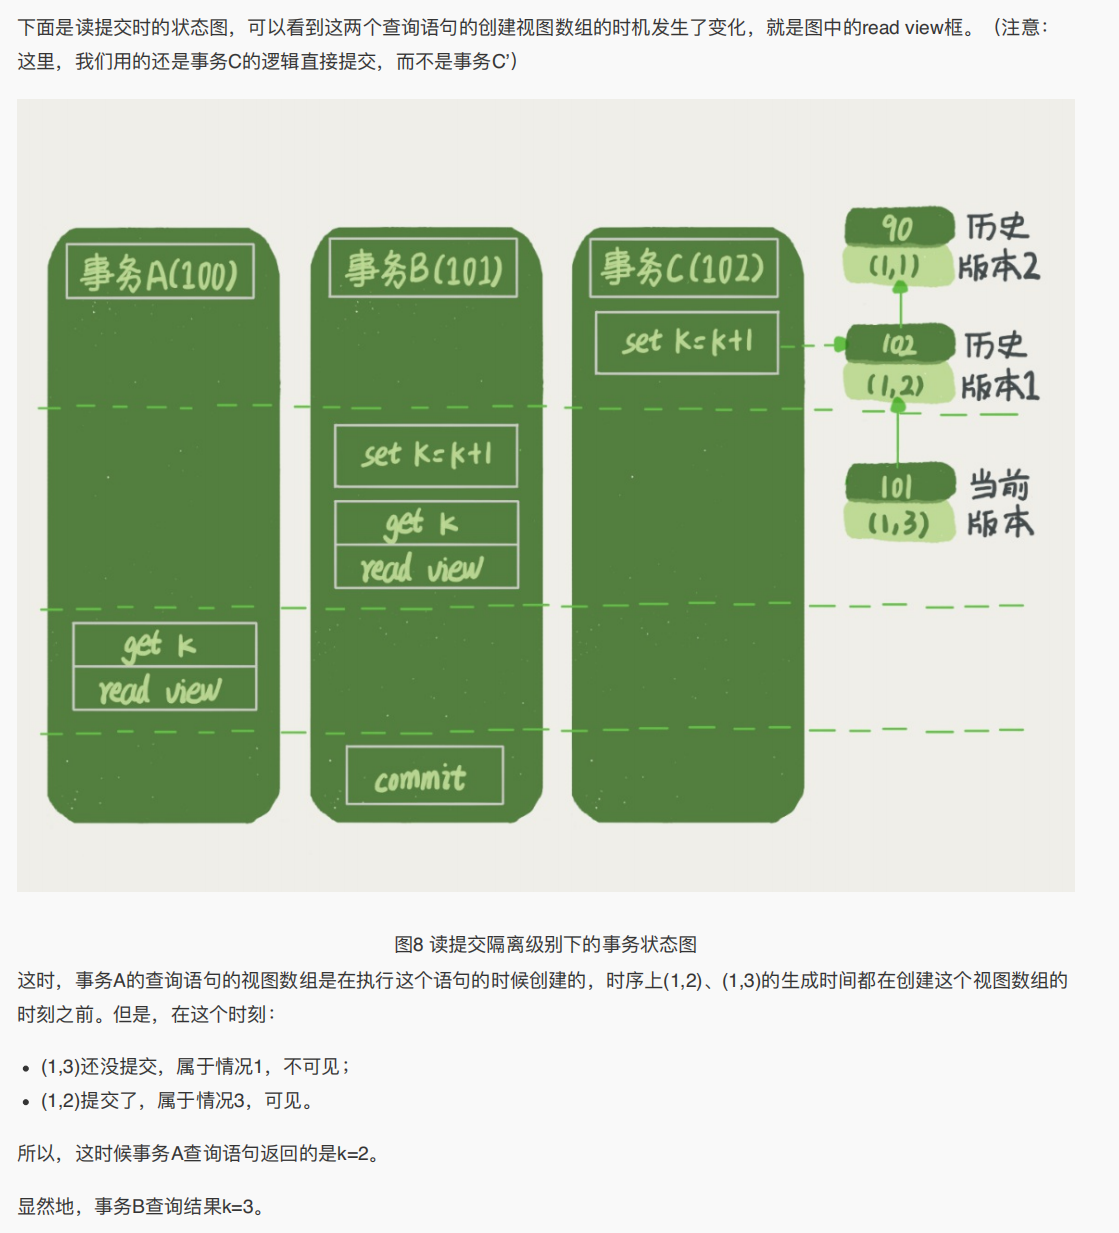 下面是读提交时的状态图，可以看到这两个查询语句的创建视图数组的时机发生了变化，就是图中的read view框。（注意：
这里，我们用的还是事务C的逻辑直接提交，而不是事务C’）
事务A(100)
事务B(101)
事务C(102)
90
历史
(1,1)
版本2
set k=k+1
102
历史
(1,2)
版本1
set k=k+1
101
当前
(1,3)
版本
get k
read view
get k
read view
commit
图8 读提交隔离级别下的事务状态图
这时，事务A的查询语句的视图数组是在执行这个语句的时候创建的，时序上(1,2)、(1,3)的生成时间都在创建这个视图数组的
时刻之前。但是，在这个时刻：
• (1,3)还没提交，属于情况1，不可见；
• (1,2)提交了，属于情况3，可见。
所以，这时候事务A查询语句返回的是k=2。
显然地，事务B查询结果k=3。